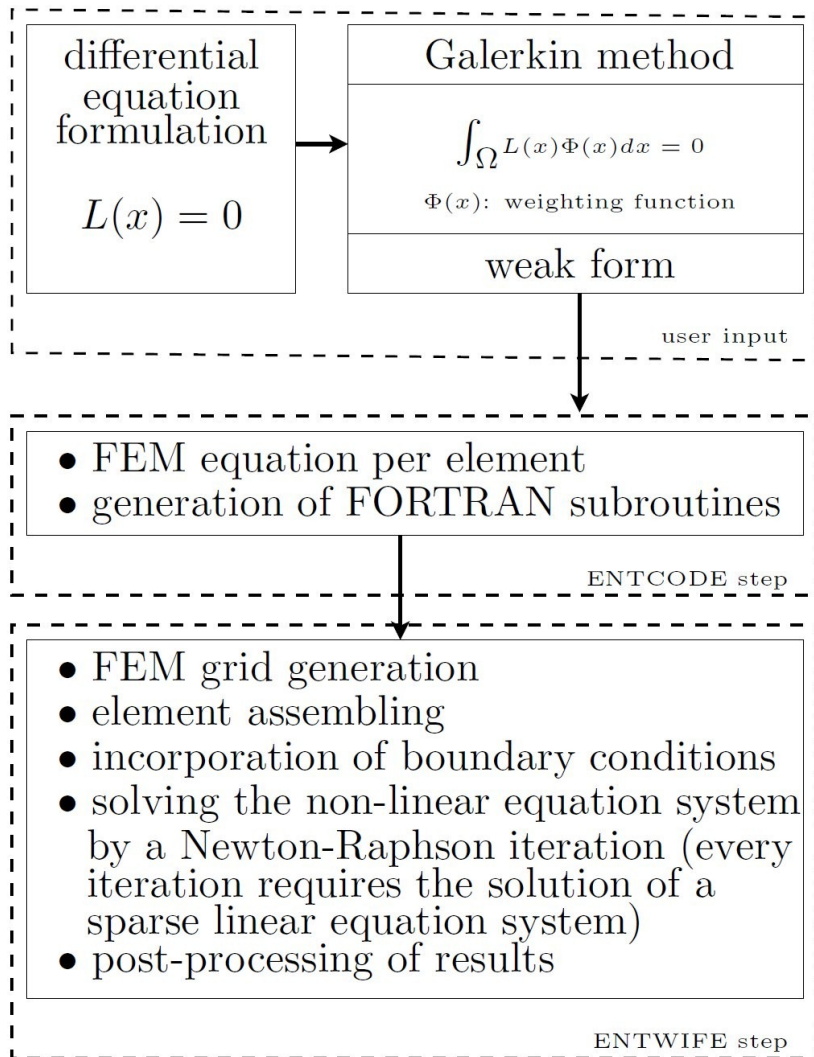 differential
equation
formulation
L(x) = 0
Galerkin method
∫_Ω L(x)Φ(x)dx = 0
Φ(x): weighting function
weak form
user input
• FEM equation per element
• generation of FORTRAN subroutines
ENTCODE step
• FEM grid generation
• element assembling
• incorporation of boundary conditions
• solving the non-linear equation system
by a Newton-Raphson iteration (every
iteration requires the solution of a
sparse linear equation system)
• post-processing of results
ENTWIFE step